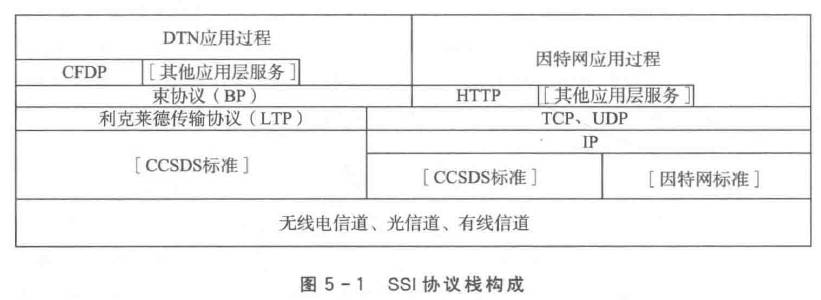 DTN应用过程
因特网应用过程
CFDP
[其他应用层服务]
束协议（BP）
HTTP
[其他应用层服务]
利克莱德传输协议（LTP）
TCP、UDP
IP
[CCSDS标准]
[CCSDS标准]
[因特网标准]
无线电信道、光信道、有线信道
图 5-1 SSI协议栈构成